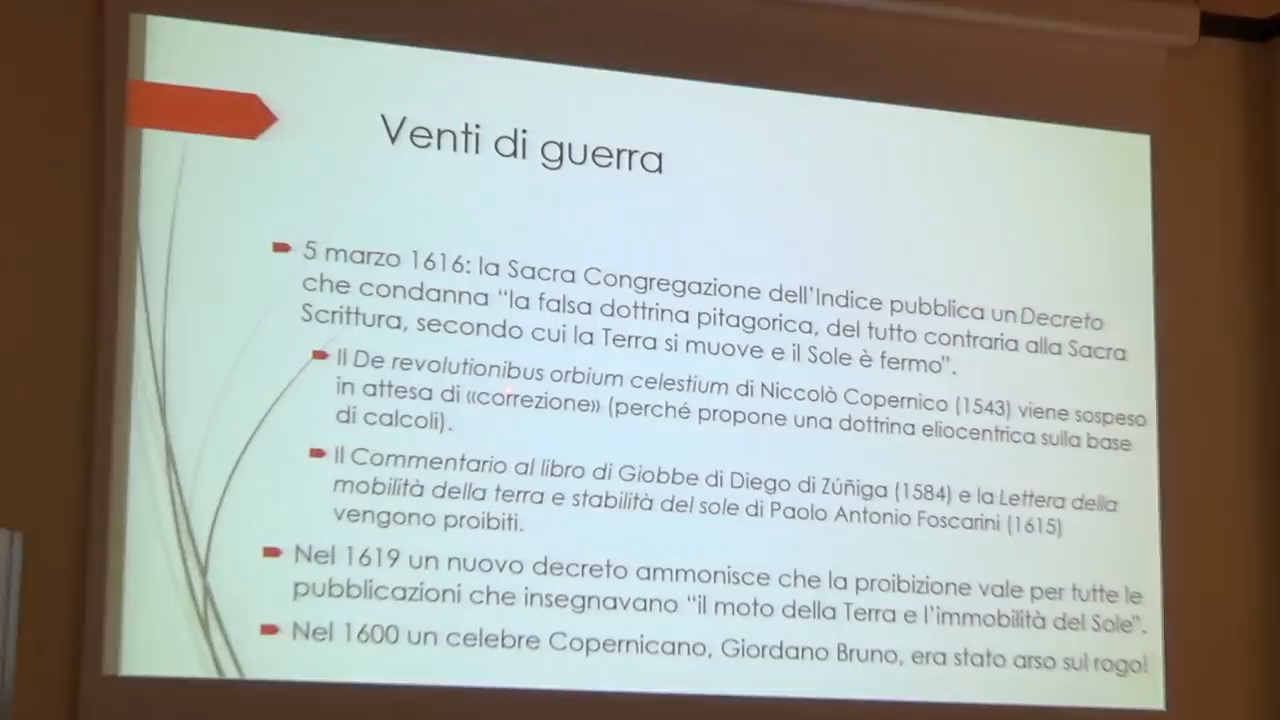 Venti di guerra
5 marzo 1616: la Sacra Congregazione dell'Indice pubblica un Decreto
che condanna "la falsa dottrina pitagorica, del tutto contraria alla Sacra
Scrittura, secondo cui la Terra si muove e il Sole è fermo".
Il De revolutionibus orbium celestium di Niccolò Copernico (1543) viene sospeso
in attesa di «correzione» (perché propone una dottrina eliocentrica sulla base
di calcoli).
Il Commentario al libro di Giobbe di Diego di Zúñiga (1584) e la Lettera della
mobilità della terra e stabilità del sole di Paolo Antonio Foscarini (1615)
vengono proibiti.
Nel 1619 un nuovo decreto ammonisce che la proibizione vale per tutte le
pubblicazioni che insegnavano "il moto della Terra e l'immobilità del Sole".
Nel 1600 un celebre Copernicano, Giordano Bruno, era stato arso sul rogo!